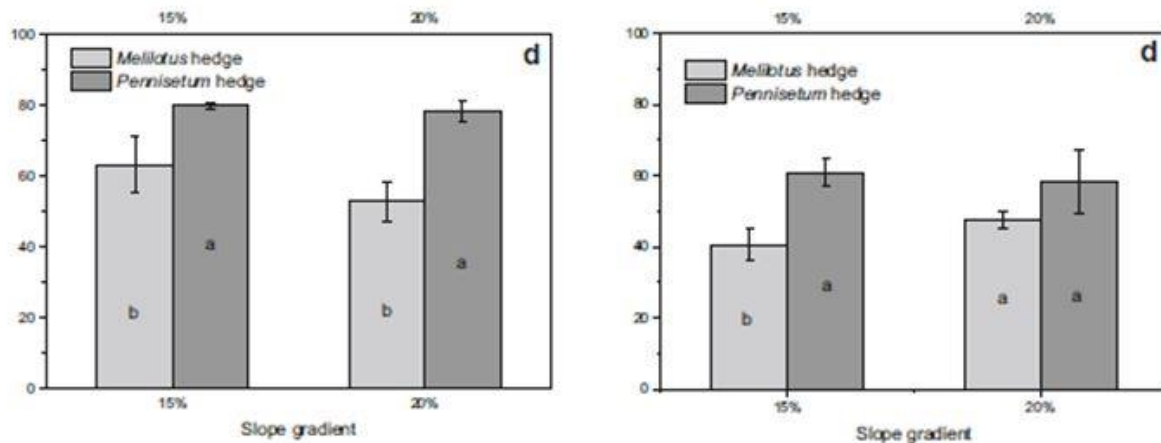 15% 20%
100
80
60
40
20
0
Melilotus hedge
Pennisetum hedge
d
b
a
b
a
15% 20%
Slope gradient
15% 20%
100
80
60
40
20
0
Melilotus hedge
Pennisetum hedge
d
b
a
a
a
15% 20%
Slope gradient